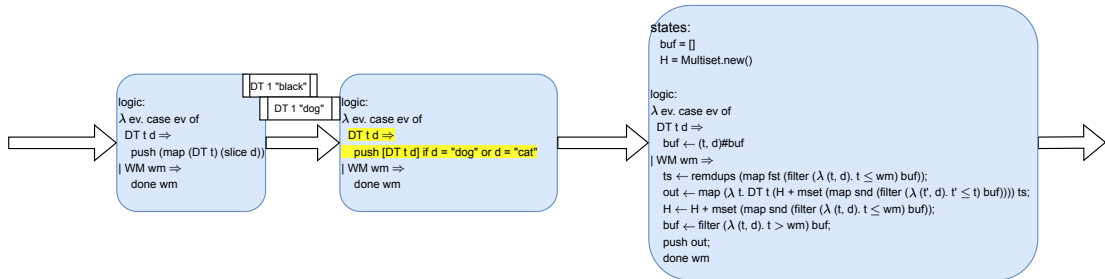 DT 1 "black"
DT 1 "dog"
logic:
λ ev. case ev of
DT t d ⇒
push (map (DT t) (slice d))
| WM wm ⇒
done wm
logic:
λ ev. case ev of
DT t d ⇒
push [DT t d] if d = "dog" or d = "cat"
| WM wm ⇒
done wm
states:
buf = []
H = Multiset.new()
logic:
λ ev. case ev of
DT t d ⇒
buf ← (t, d)#buf
| WM wm ⇒
ts ← remdups (map fst (filter (λ (t, d). t ≤ wm) buf));
out ← map (λ t. DT t (H + mset (map snd (filter (λ (t', d). t' ≤ t) buf)))) ts;
H ← H + mset (map snd (filter (λ (t, d). t ≤ wm) buf));
buf ← filter (λ (t, d). t > wm) buf;
push out;
done wm